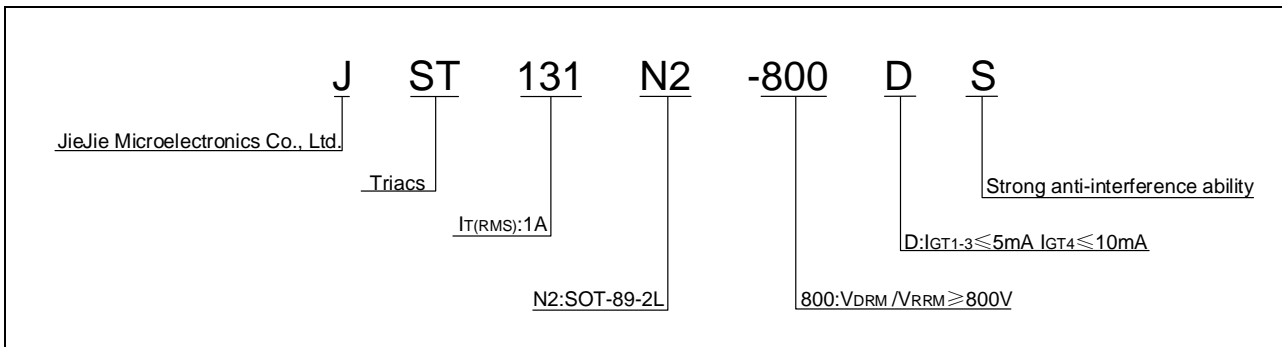 J ST 131 N2 -800 D S
JieJie Microelectronics Co., Ltd.
Triacs
Strong anti-interference ability
IT(RMS):1A
D:IGT1-3≤5mA IGT4≤10mA
N2:SOT-89-2L
800:VDRM /VRRM≥800V